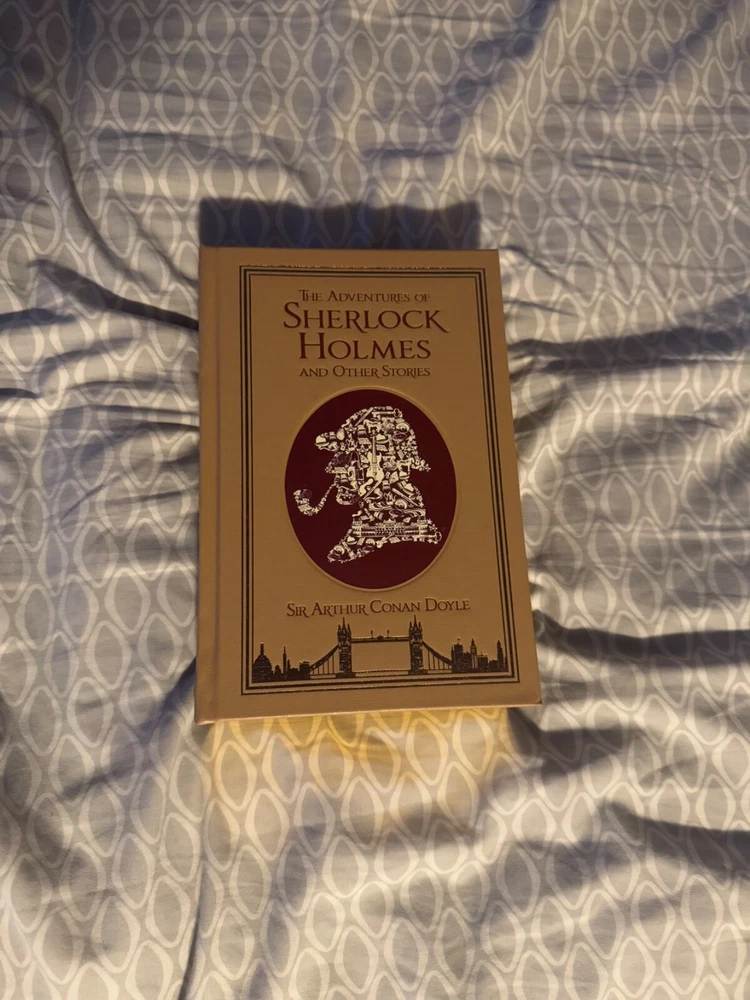 The Adventures of
Sherlock
Holmes
and Other Stories
Sir Arthur Conan Doyle